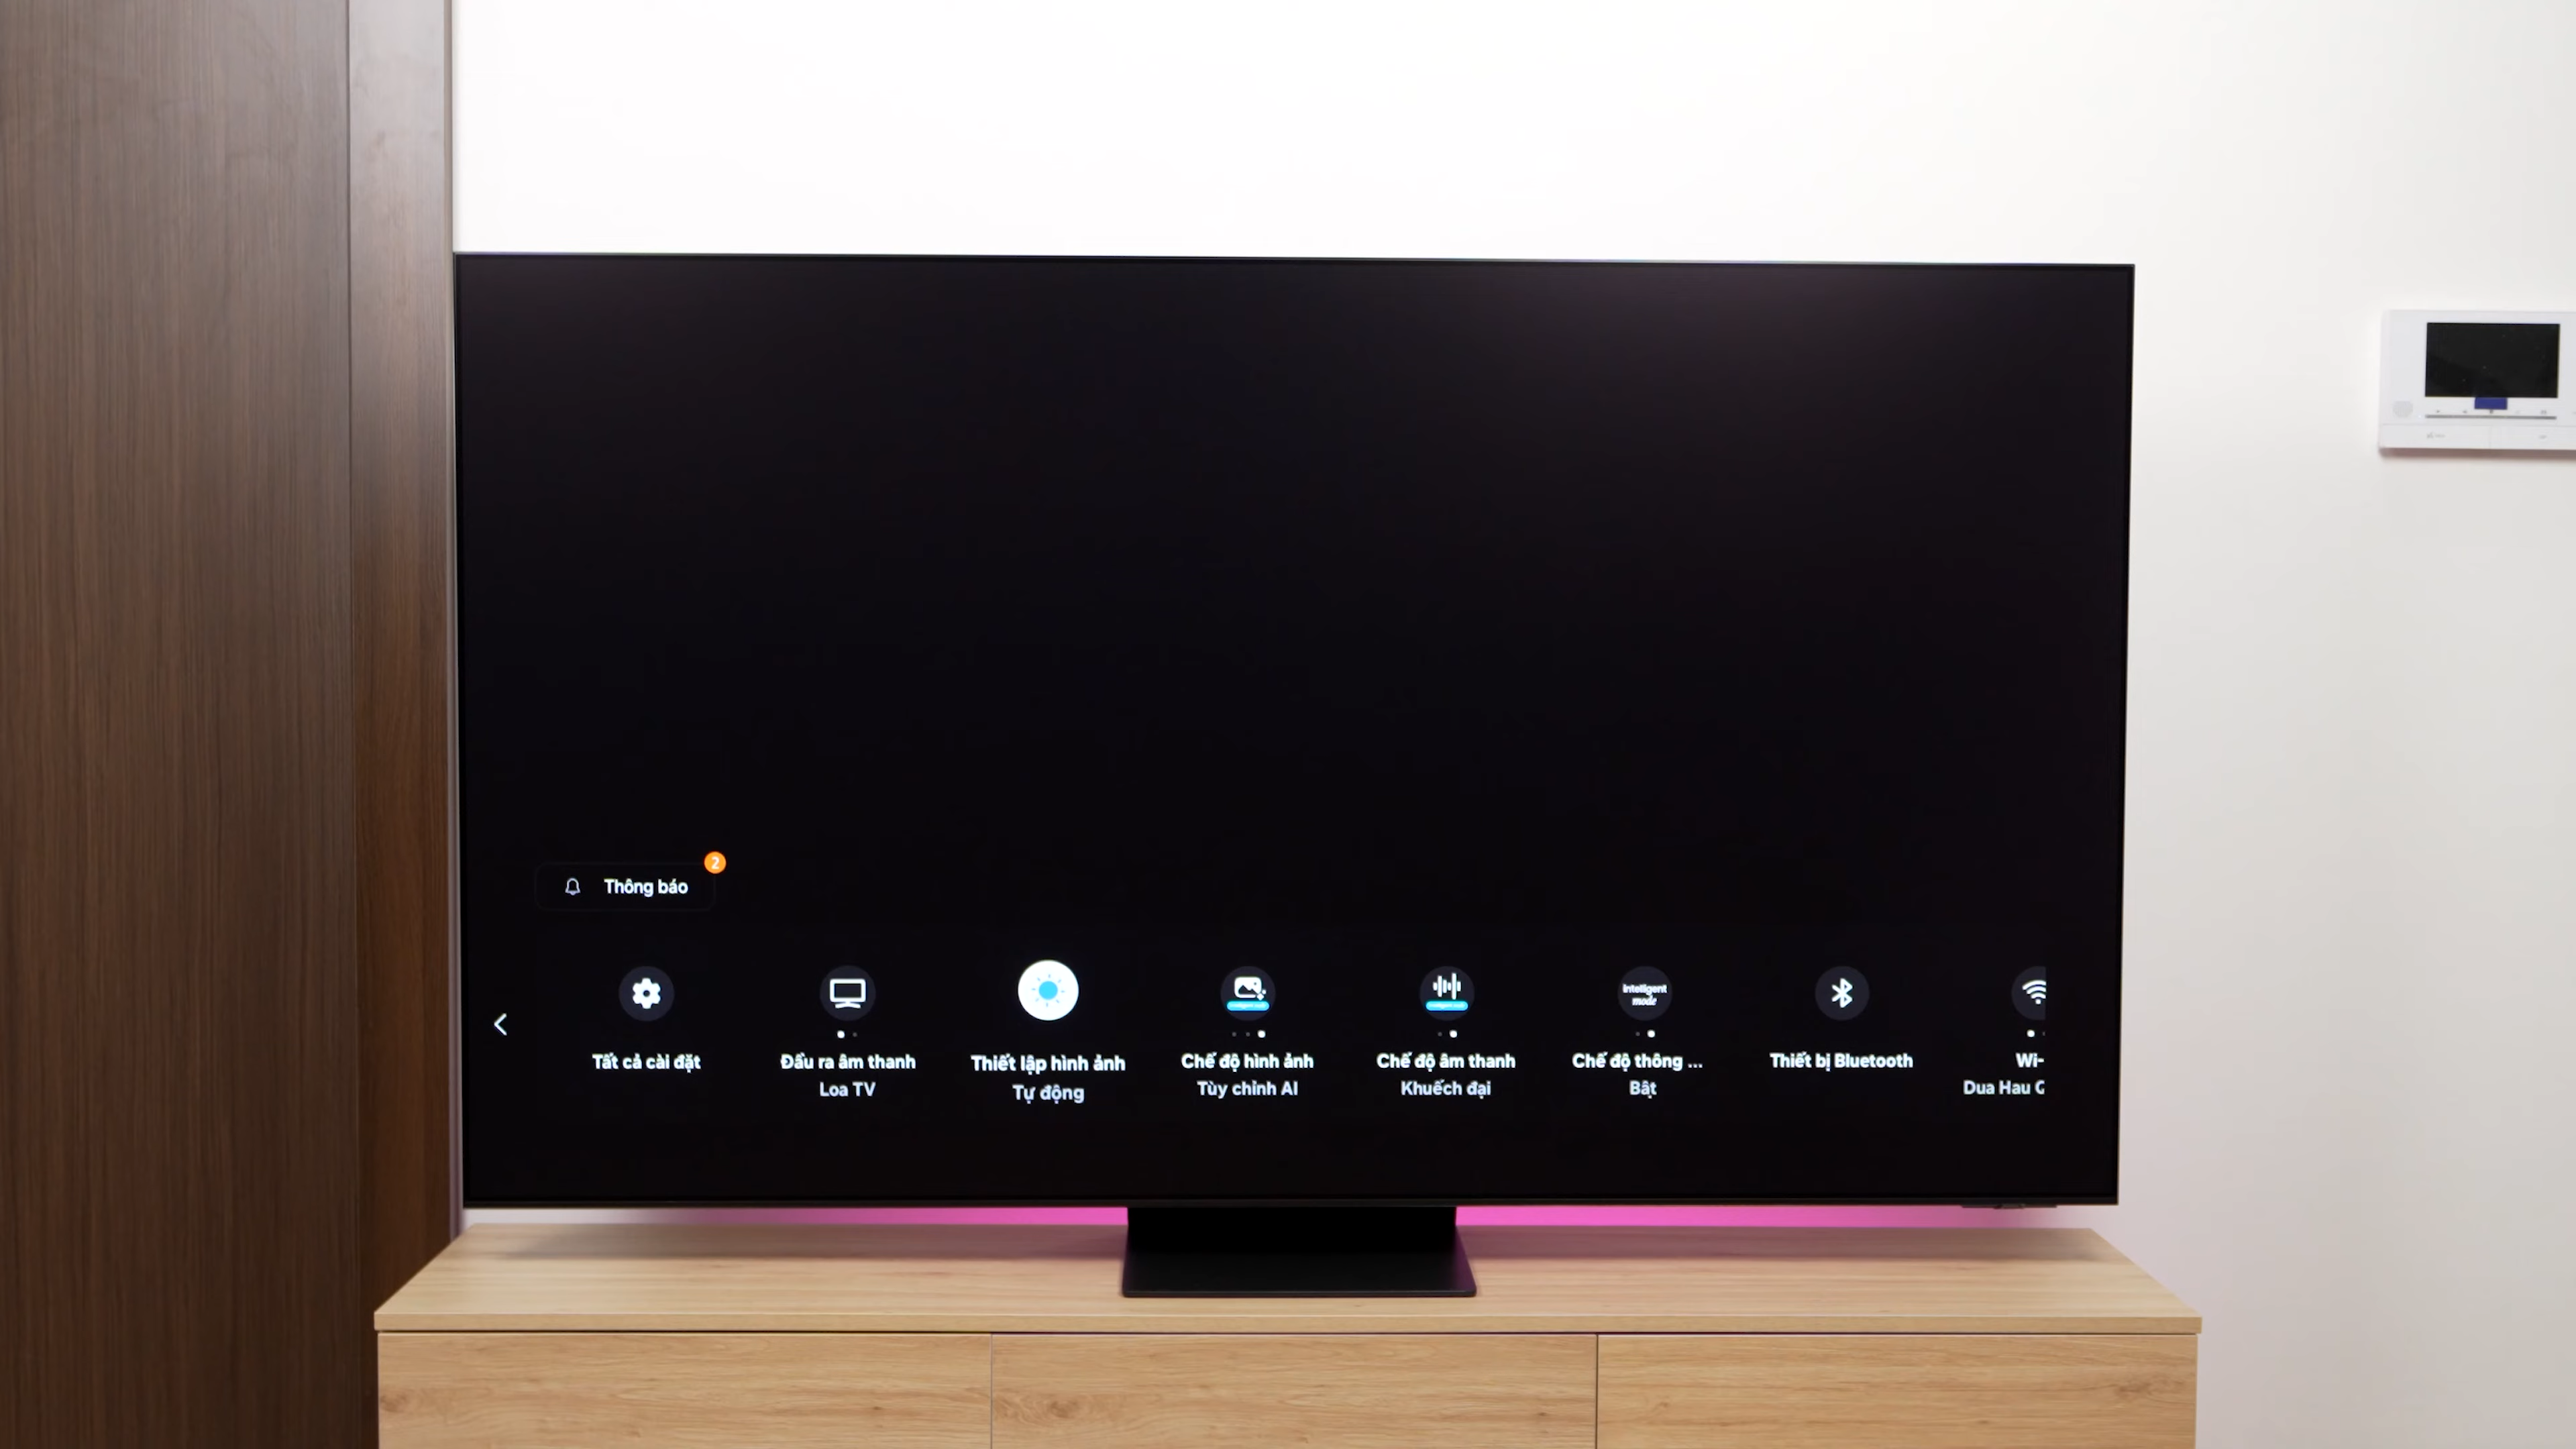 Thông báo
2
Tất cả cài đặt
Đầu ra âm thanh
Loa TV
Thiết lập hình ảnh
Tự động
Chế độ hình ảnh
Tùy chỉnh AI
Chế độ âm thanh
Khuếch đại
Intelligent
mode
Chế độ thông ...
Bật
Thiết bị Bluetooth
Wi-
Dua Hau